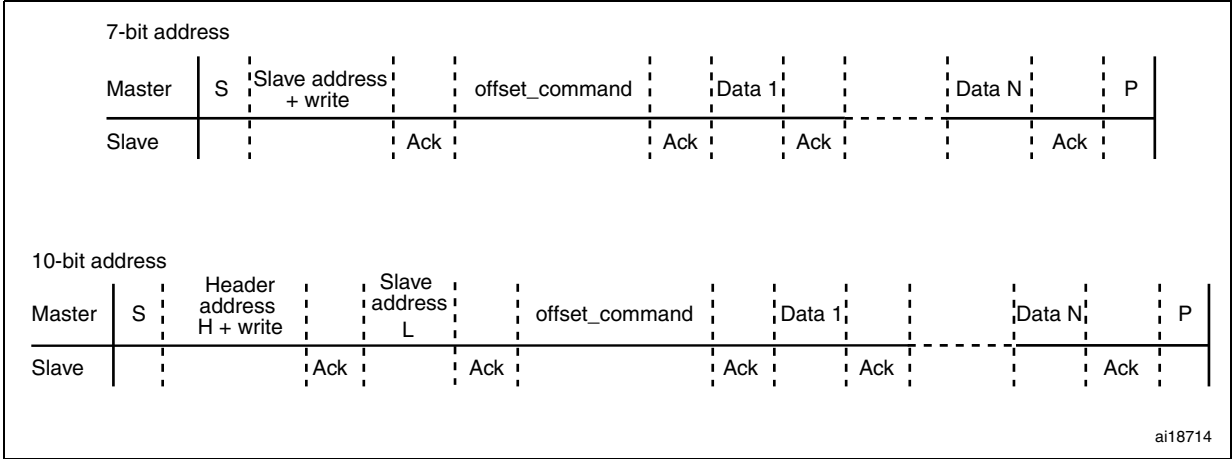 7-bit address
Master S Slave address + write offset_command Data 1 Data N P
Slave Ack Ack Ack Ack
10-bit address
Master S Header address H + write Slave address L offset_command Data 1 Data N P
Slave Ack Ack Ack Ack Ack
ai18714